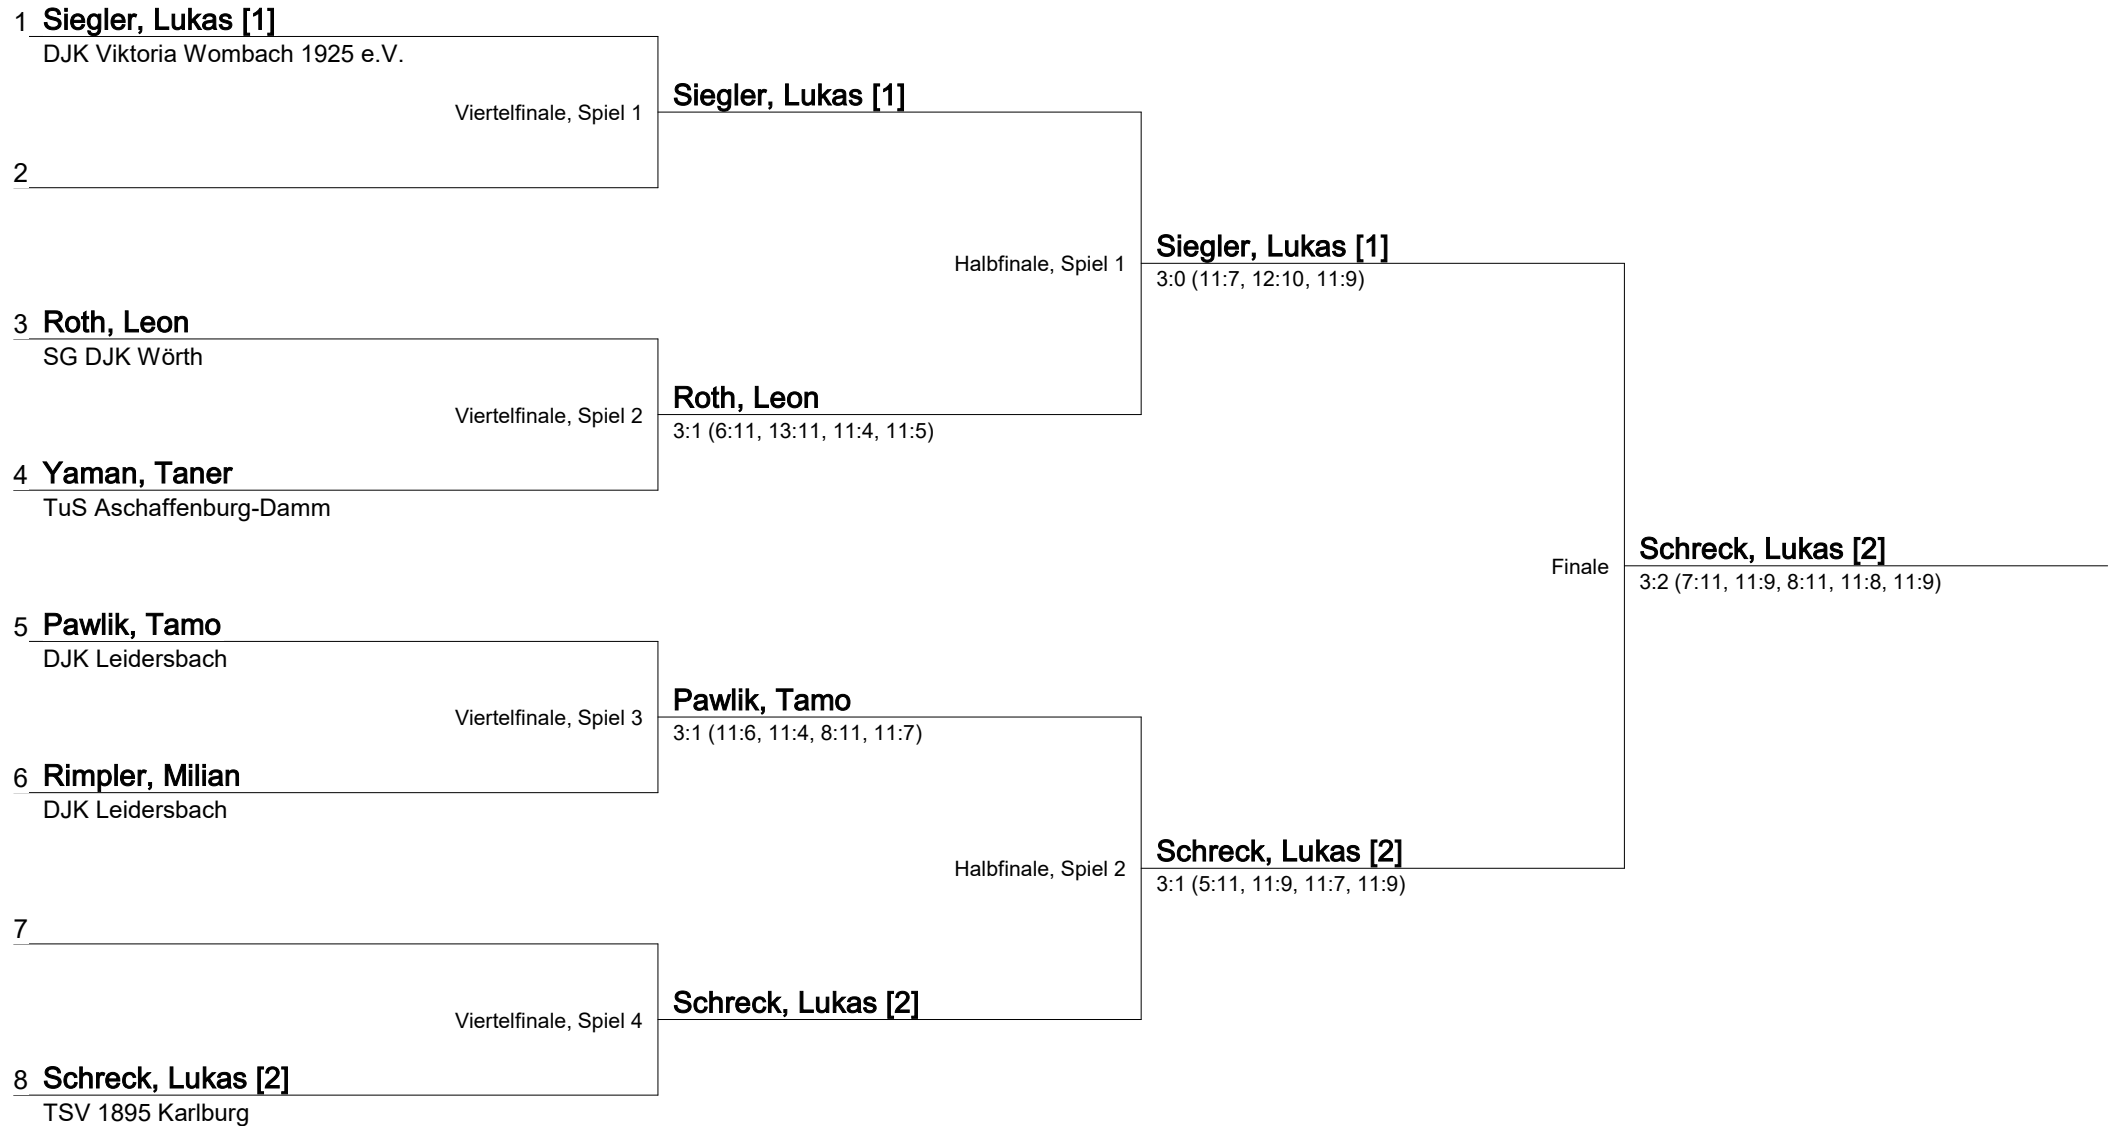 1 Siegler, Lukas [1]
DJK Viktoria Wombach 1925 e.V.
Viertelfinale, Spiel 1
Siegler, Lukas [1]
2
Halbfinale, Spiel 1
Siegler, Lukas [1]
3:0 (11:7, 12:10, 11:9)
3 Roth, Leon
SG DJK Wörth
Viertelfinale, Spiel 2
Roth, Leon
3:1 (6:11, 13:11, 11:4, 11:5)
4 Yaman, Taner
TuS Aschaffenburg-Damm
Finale
Schreck, Lukas [2]
3:2 (7:11, 11:9, 8:11, 11:8, 11:9)
5 Pawlik, Tamo
DJK Leidersbach
Viertelfinale, Spiel 3
Pawlik, Tamo
3:1 (11:6, 11:4, 8:11, 11:7)
6 Rimpler, Milian
DJK Leidersbach
Halbfinale, Spiel 2
Schreck, Lukas [2]
3:1 (5:11, 11:9, 11:7, 11:9)
7
Viertelfinale, Spiel 4
Schreck, Lukas [2]
8 Schreck, Lukas [2]
TSV 1895 Karlburg